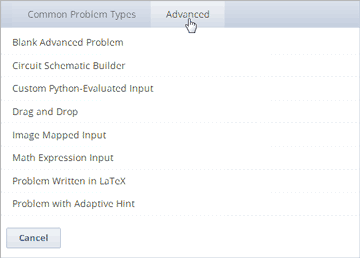 Common Problem Types Advanced
Blank Advanced Problem
Circuit Schematic Builder
Custom Python-Evaluated Input
Drag and Drop
Image Mapped Input
Math Expression Input
Problem Written in LaTeX
Problem with Adaptive Hint
Cancel